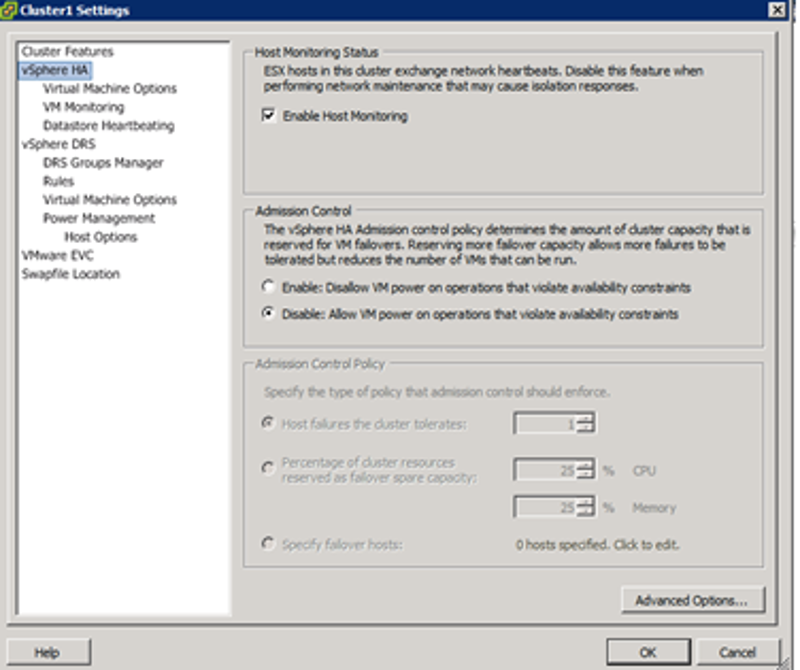 Cluster1 Settings
Cluster Features
vSphere HA
Virtual Machine Options
VM Monitoring
Datastore Heartbeating
vSphere DRS
DRS Groups Manager
Rules
Virtual Machine Options
Power Management
Host Options
VMware EVC
Swapfile Location
Host Monitoring Status
ESX hosts in this cluster exchange network heartbeats. Disable this feature when
performing network maintenance that may cause isolation responses.
Enable Host Monitoring
Admission Control
The vSphere HA Admission control policy determines the amount of cluster capacity that is
reserved for VM failovers. Reserving more failover capacity allows more failures to be
tolerated but reduces the number of VMs that can be run.
Enable: Disallow VM power on operations that violate availability constraints
Disable: Allow VM power on operations that violate availability constraints
Admission Control Policy
Specify the type of policy that admission control should enforce.
Host failures the cluster tolerates: 1
Percentage of cluster resources
reserved as failover spare capacity: 25 % CPU
25 % Memory
Specify failover hosts: 0 hosts specified. Click to edit.
Advanced Options...
Help OK Cancel